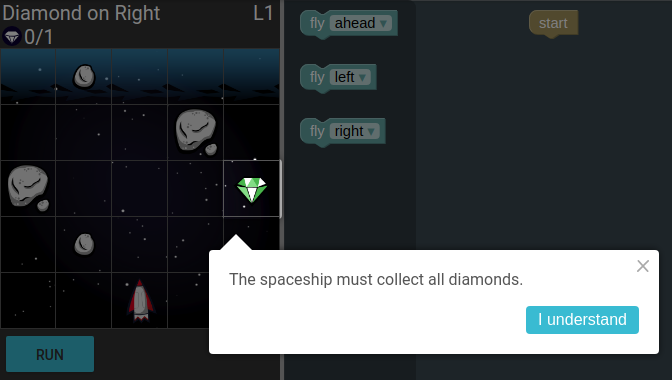 Diamond on Right L1
0/1
fly ahead
fly left
fly right
start
The spaceship must collect all diamonds.
I understand
RUN